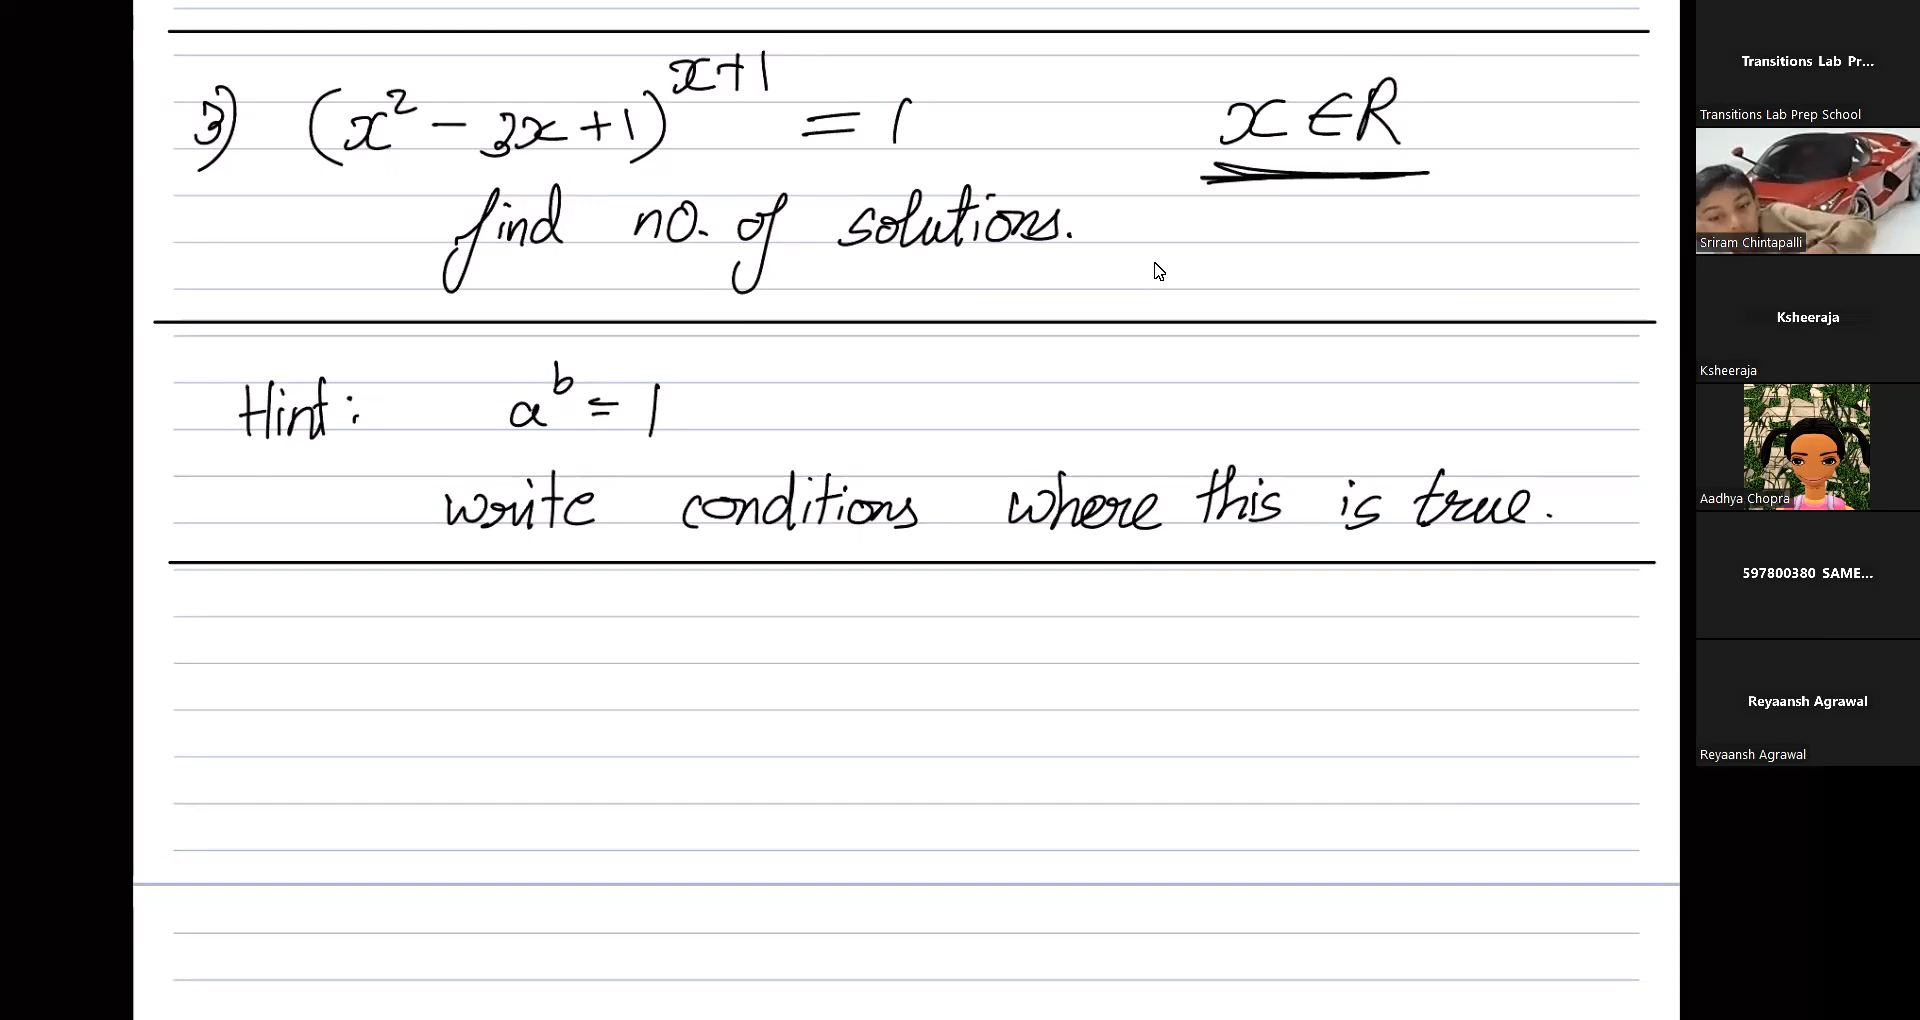 3) (x² - 3x + 1)^(x+1) = 1 x ∈ R
find no. of solutions.
Hint: a^b = 1
write conditions where this is true.
Transitions Lab Pr...
Transitions Lab Prep School
Sriram Chintapalli
Ksheeraja
Ksheeraja
Aadhya Chopra
597800380 SAME...
Reyaansh Agrawal
Reyaansh Agrawal